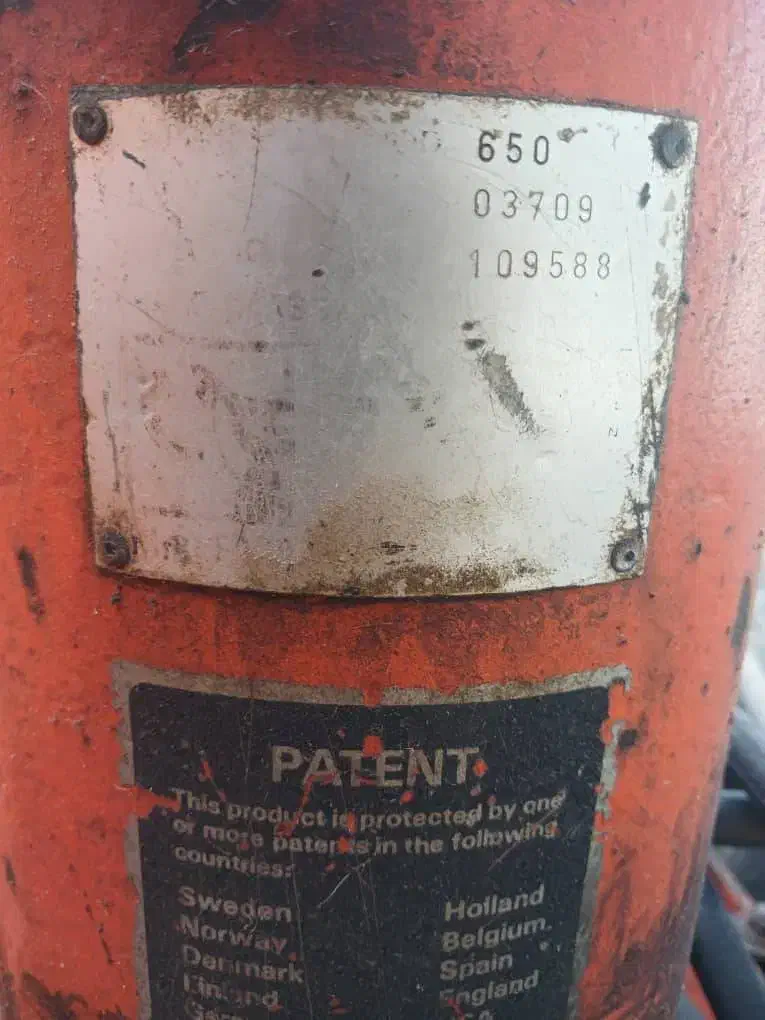 650
03709
109588
PATENT
This product is protected by one
or more patents in the following
countries:
Sweden
Norway
Denmark
Finland
Holland
Belgium
Spain
England